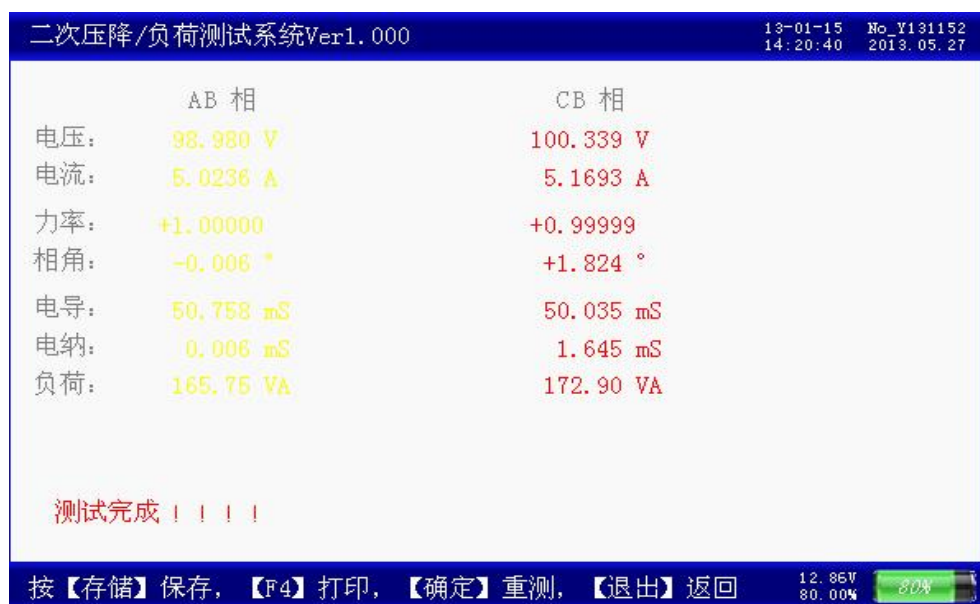 二次压降/负荷测试系统Ver1.000 13-01-15 No_Y131152
14:20:40 2013.05.27
AB 相 CB 相
电压： 98.980 V 100.339 V
电流： 5.0236 A 5.1693 A
力率： +1.00000 +0.99999
相角： -0.006 ° +1.824 °
电导： 50.758 mS 50.035 mS
电纳： 0.006 mS 1.645 mS
负荷： 165.75 VA 172.90 VA
测试完成！！！！
按【存储】保存，【F4】打印，【确定】重测，【退出】返回 12.86V 80%
80.00%